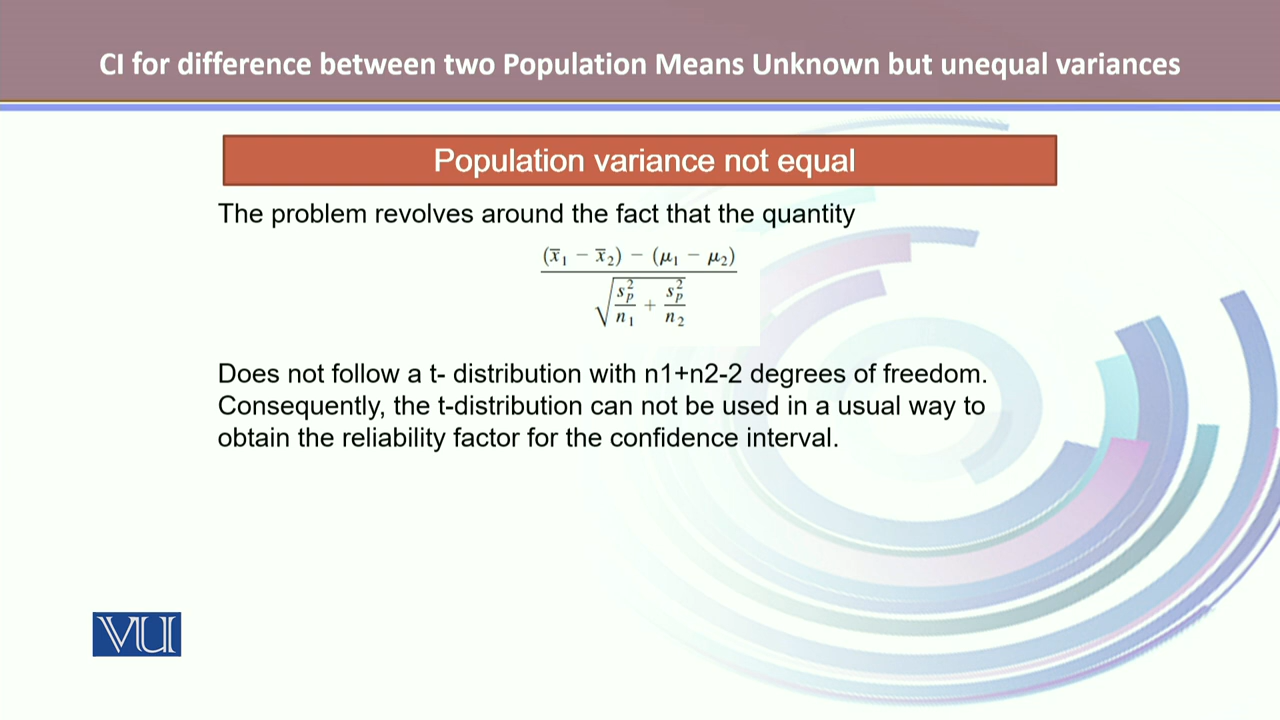 CI for difference between two Population Means Unknown but unequal variances
Population variance not equal
The problem revolves around the fact that the quantity
(x̅₁ − x̅₂) − (μ₁ − μ₂)
√ s²ₚ/n₁ + s²ₚ/n₂
Does not follow a t- distribution with n1+n2-2 degrees of freedom.
Consequently, the t-distribution can not be used in a usual way to
obtain the reliability factor for the confidence interval.
VU